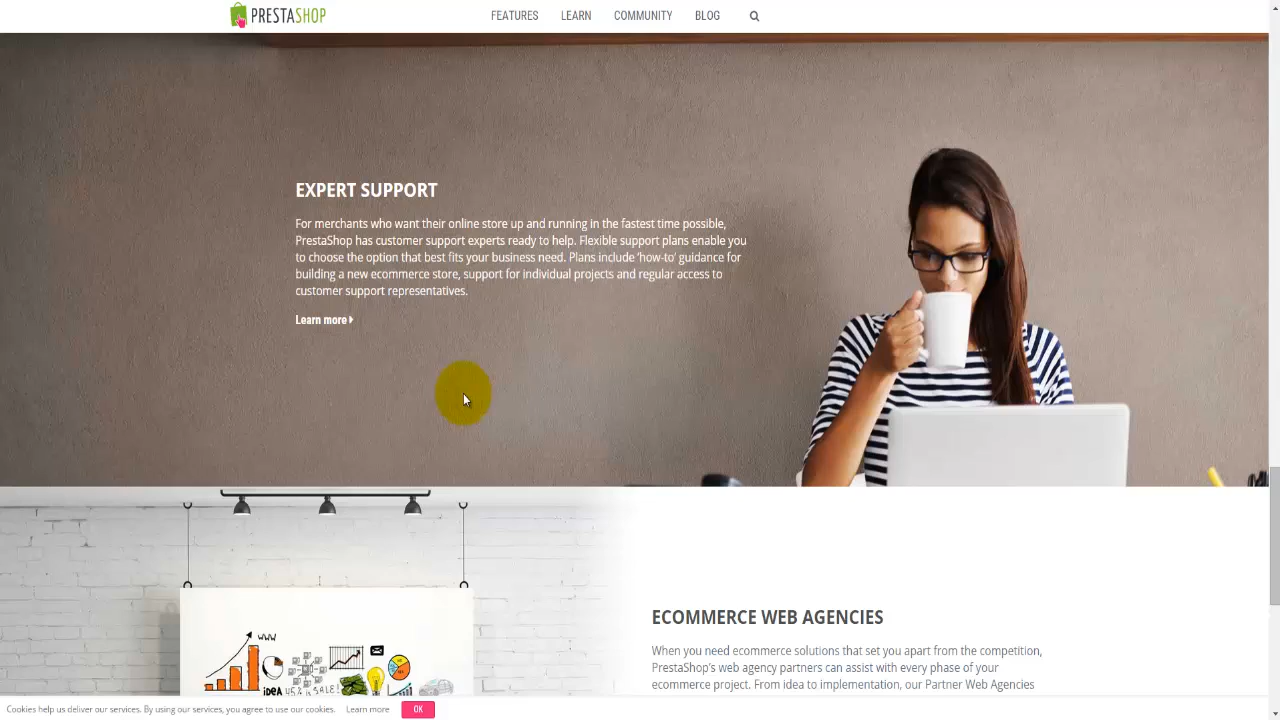 PRESTASHOP
FEATURES LEARN COMMUNITY BLOG
EXPERT SUPPORT
For merchants who want their online store up and running in the fastest time possible,
PrestaShop has customer support experts ready to help. Flexible support plans enable you
to choose the option that best fits your business need. Plans include 'how-to' guidance for
building a new ecommerce store, support for individual projects and regular access to
customer support representatives.
Learn more
WWW
IDEA
ECOMMERCE WEB AGENCIES
When you need ecommerce solutions that set you apart from the competition,
PrestaShop's web agency partners can assist with every phase of your
ecommerce project. From idea to implementation, our Partner Web Agencies
Cookies help us deliver our services. By using our services, you agree to use our cookies. Learn more OK